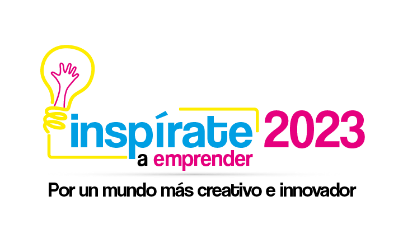 inspírate 2023
a emprender
Por un mundo más creativo e innovador